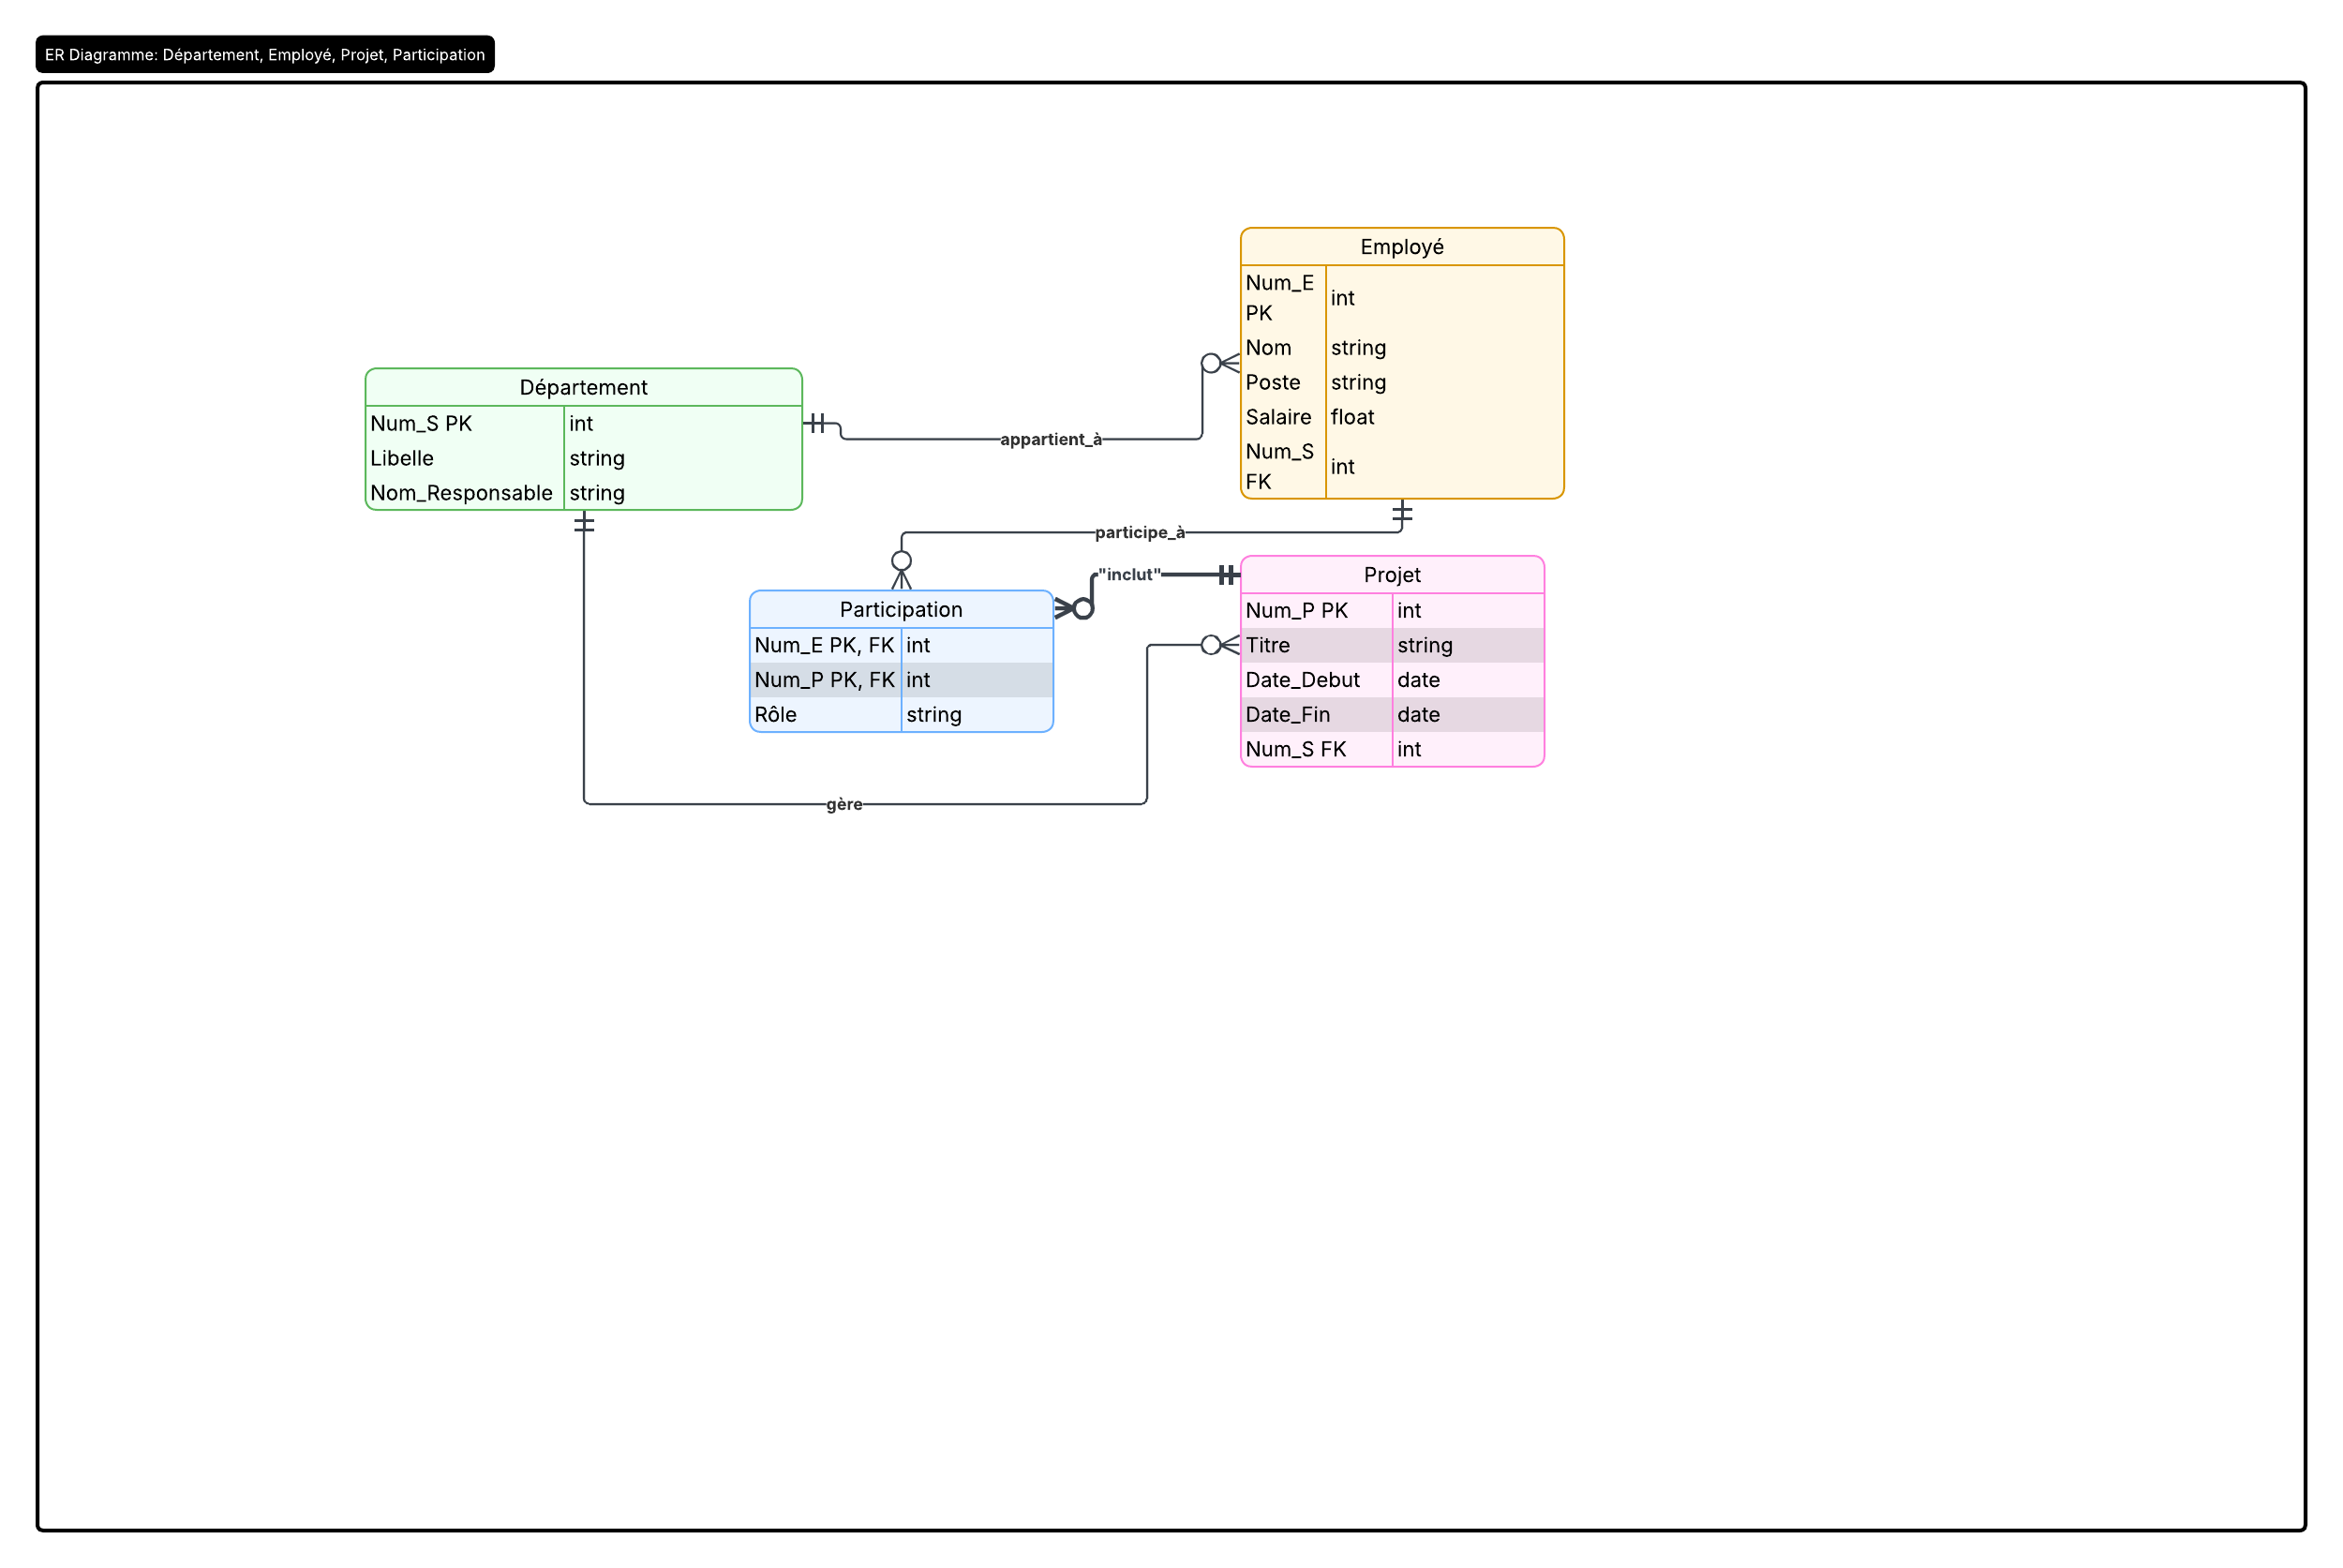 ER Diagramme: Département, Employé, Projet, Participation
Employé
Num_E
PK
int
Nom
string
Poste
string
Salaire
float
Num_S
FK
int
Département
Num_S PK
int
Libelle
string
Nom_Responsable
string
appartient_à
participe_à
"inclut"
Participation
Num_E PK, FK
int
Num_P PK, FK
int
Rôle
string
Projet
Num_P PK
int
Titre
string
Date_Debut
date
Date_Fin
date
Num_S FK
int
gère